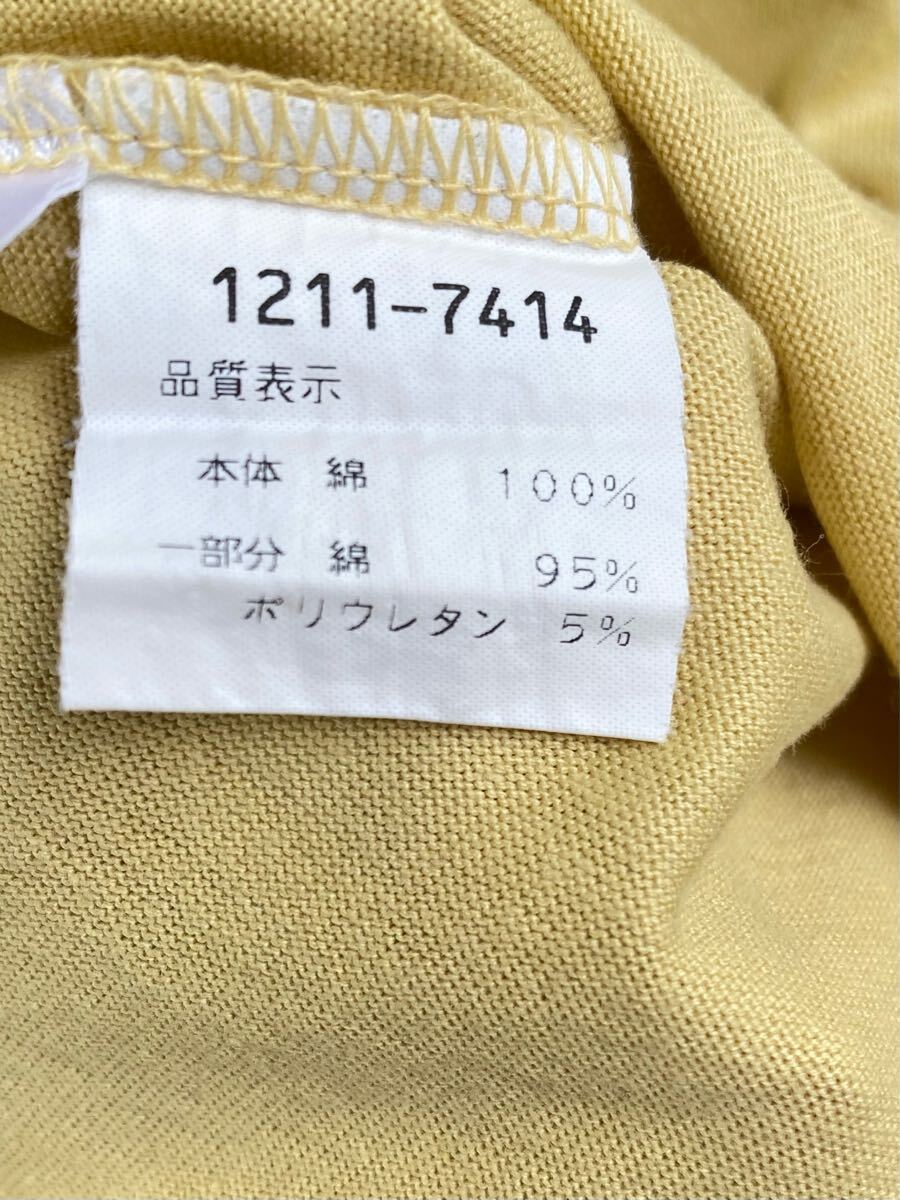 1211-7414
品質表示
本体 綿 100%
一部分 綿 95%
ポリウレタン 5%